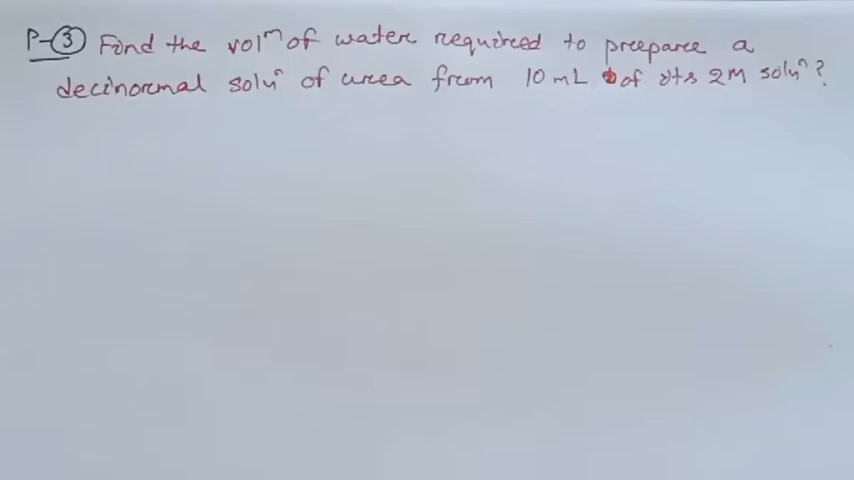 P-③ Find the volᵐ of water required to prepare a
decinormal soluⁿ of urea from 10 mL of its 2M soluⁿ?